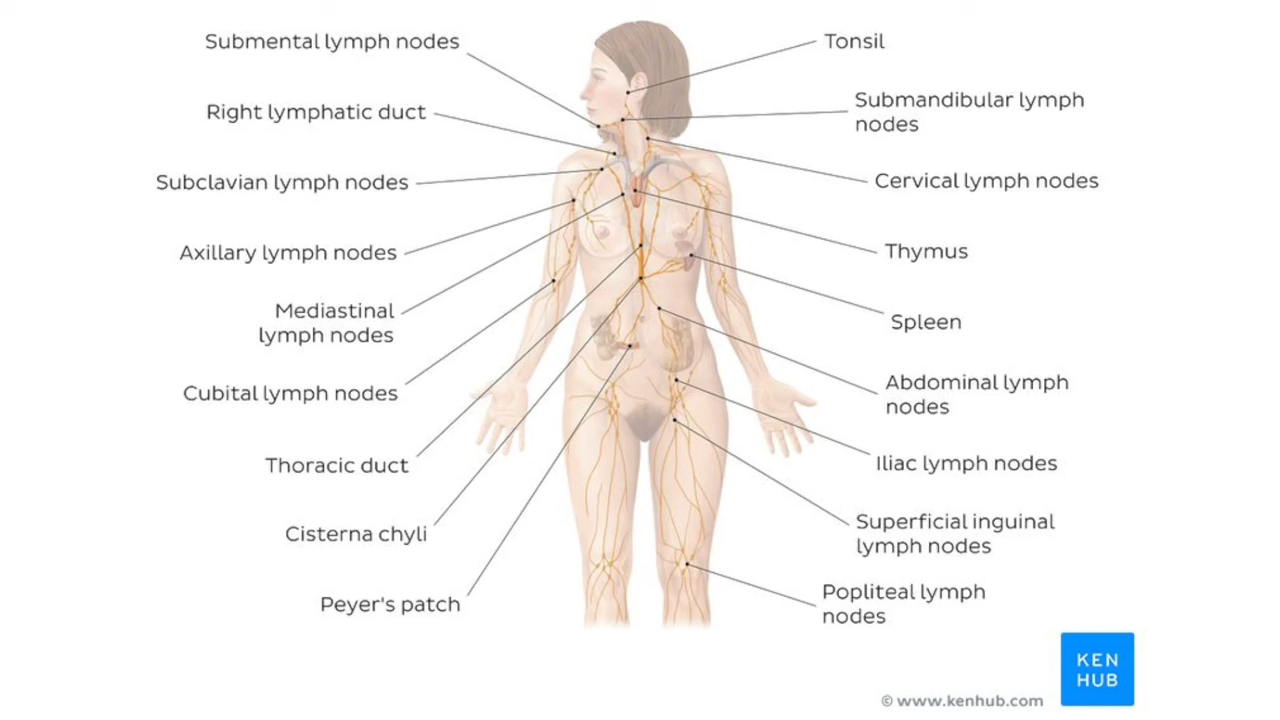 Submental lymph nodes
Right lymphatic duct
Subclavian lymph nodes
Axillary lymph nodes
Mediastinal
lymph nodes
Cubital lymph nodes
Thoracic duct
Cisterna chyli
Peyer's patch
Tonsil
Submandibular lymph
nodes
Cervical lymph nodes
Thymus
Spleen
Abdominal lymph
nodes
Iliac lymph nodes
Superficial inguinal
lymph nodes
Popliteal lymph
nodes
KEN
HUB
© www.kenhub.com